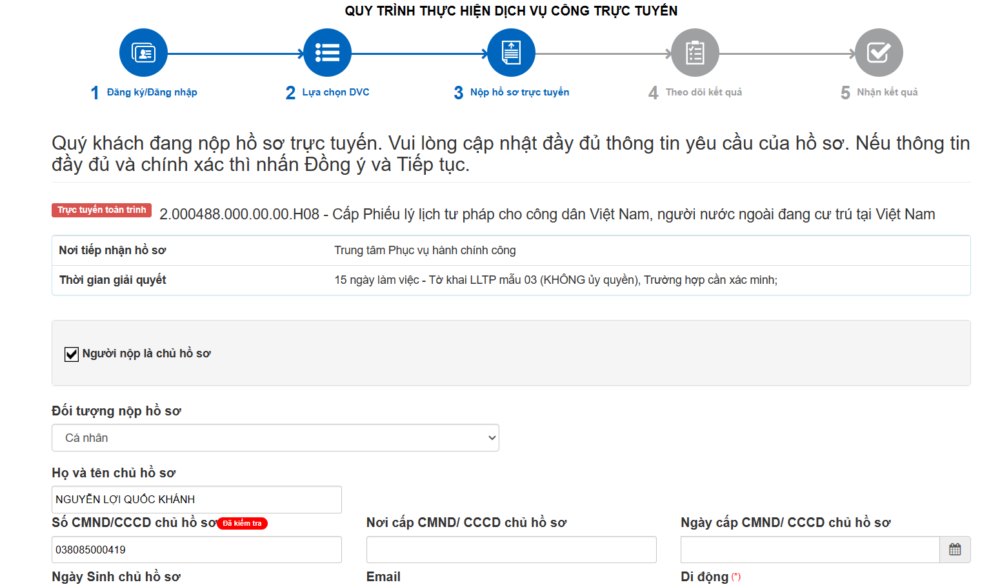 QUY TRÌNH THỰC HIỆN DỊCH VỤ CÔNG TRỰC TUYẾN
1 Đăng ký/Đăng nhập
2 Lựa chọn DVC
3 Nộp hồ sơ trực tuyến
4 Theo dõi kết quả
5 Nhận kết quả
Quý khách đang nộp hồ sơ trực tuyến. Vui lòng cập nhật đầy đủ thông tin yêu cầu của hồ sơ. Nếu thông tin
đầy đủ và chính xác thì nhấn Đồng ý và Tiếp tục.
Trực tuyến toàn trình 2.000488.000.00.00.H08 - Cấp Phiếu lý lịch tư pháp cho công dân Việt Nam, người nước ngoài đang cư trú tại Việt Nam
Nơi tiếp nhận hồ sơ Trung tâm Phục vụ hành chính công
Thời gian giải quyết 15 ngày làm việc - Tờ khai LLTP mẫu 03 (KHÔNG ủy quyền), Trường hợp cần xác minh;
Người nộp là chủ hồ sơ
Đối tượng nộp hồ sơ
Cá nhân
Họ và tên chủ hồ sơ
NGUYỄN LỢI QUỐC KHÁNH
Số CMND/CCCD chủ hồ sơ Đã kiểm tra Nơi cấp CMND/ CCCD chủ hồ sơ Ngày cấp CMND/ CCCD chủ hồ sơ
038085000419
Ngày Sinh chủ hồ sơ Email Di động (*)